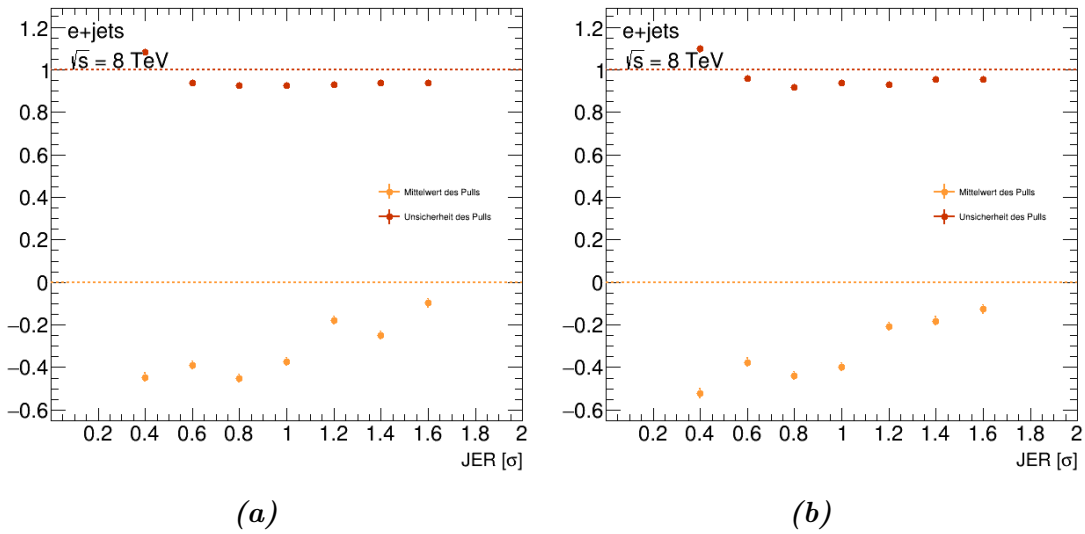 e+jets
√s = 8 TeV
1.2
1
0.8
0.6
0.4
0.2
0
−0.2
−0.4
−0.6
Mittelwert des Pulls
Unsicherheit des Pulls
0.2 0.4 0.6 0.8 1 1.2 1.4 1.6 1.8 2
JER [σ]
(a)
e+jets
√s = 8 TeV
1.2
1
0.8
0.6
0.4
0.2
0
−0.2
−0.4
−0.6
Mittelwert des Pulls
Unsicherheit des Pulls
0.2 0.4 0.6 0.8 1 1.2 1.4 1.6 1.8 2
JER [σ]
(b)